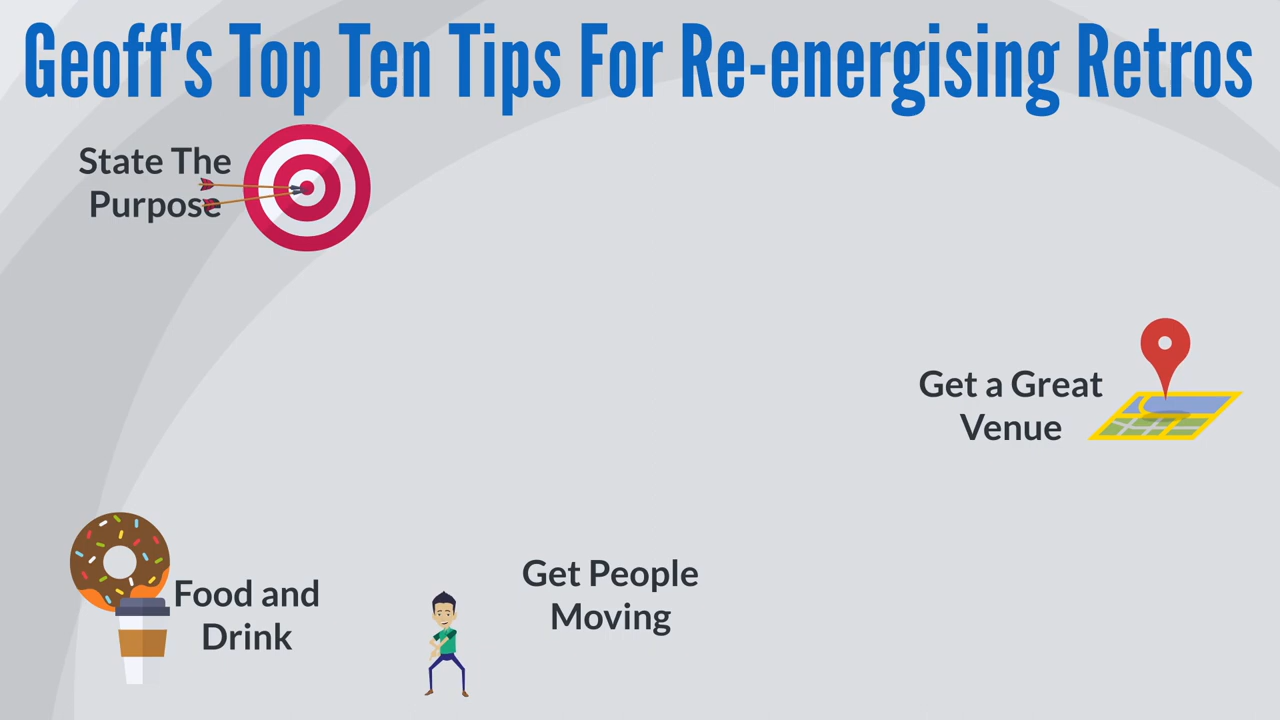 Geoff's Top Ten Tips For Re-energising Retros
State The
Purpose
Get a Great
Venue
Food and
Drink
Get People
Moving